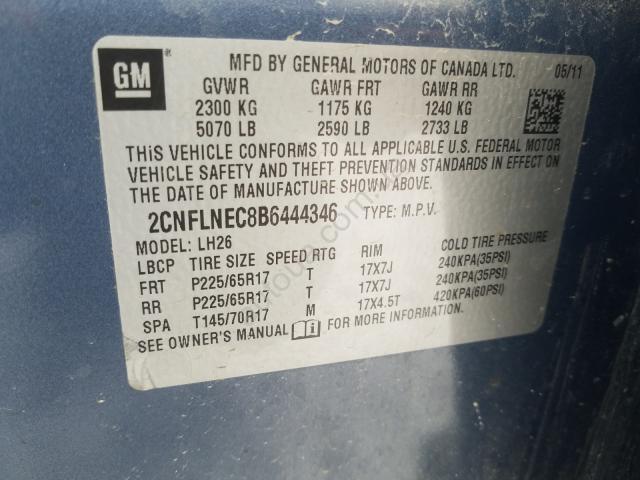 GM
MFD BY GENERAL MOTORS OF CANADA LTD. 05/11
GVWR GAWR FRT GAWR RR
2300 KG 1175 KG 1240 KG
5070 LB 2590 LB 2733 LB
THIS VEHICLE CONFORMS TO ALL APPLICABLE U.S. FEDERAL MOTOR
VEHICLE SAFETY AND THEFT PREVENTION STANDARDS IN EFFECT ON
THE DATE OF MANUFACTURE SHOWN ABOVE.
2CNFLNEC8B6444346 TYPE: M.P.V.
MODEL: LH26
LBCP TIRE SIZE SPEED RTG RIM COLD TIRE PRESSURE
FRT P225/65R17 T 17X7J 240KPA(35PSI)
RR P225/65R17 T 17X7J 240KPA(35PSI)
SPA T145/70R17 M 17X4.5T 420KPA(60PSI)
SEE OWNER'S MANUAL FOR MORE INFORMATION